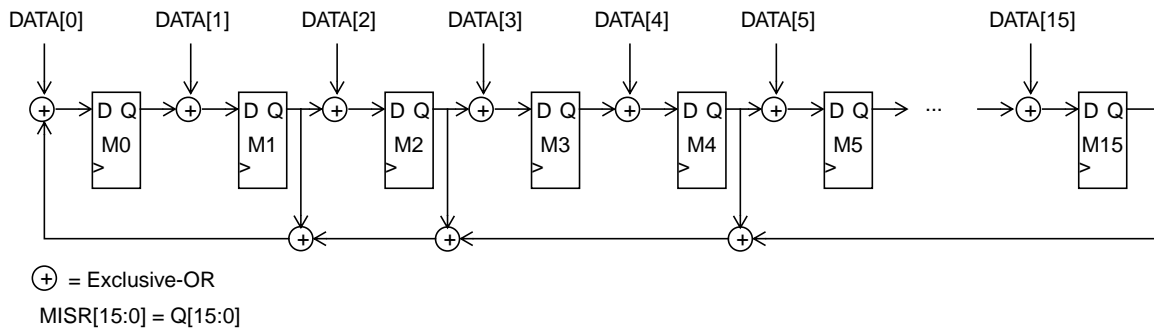 DATA[0] DATA[1] DATA[2] DATA[3] DATA[4] DATA[5] DATA[15]
+ D Q + D Q + D Q + D Q + D Q + D Q ... + D Q
M0 M1 M2 M3 M4 M5 M15
+ + +
+ = Exclusive-OR
MISR[15:0] = Q[15:0]